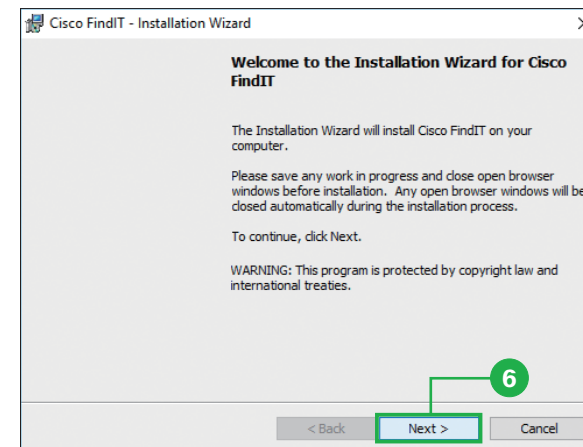 Cisco FindIT - Installation Wizard
Welcome to the Installation Wizard for Cisco
FindIT
The Installation Wizard will install Cisco FindIT on your
computer.
Please save any work in progress and close open browser
windows before installation. Any open browser windows will be
closed automatically during the installation process.
To continue, click Next.
WARNING: This program is protected by copyright law and
international treaties.
6
< Back Next > Cancel